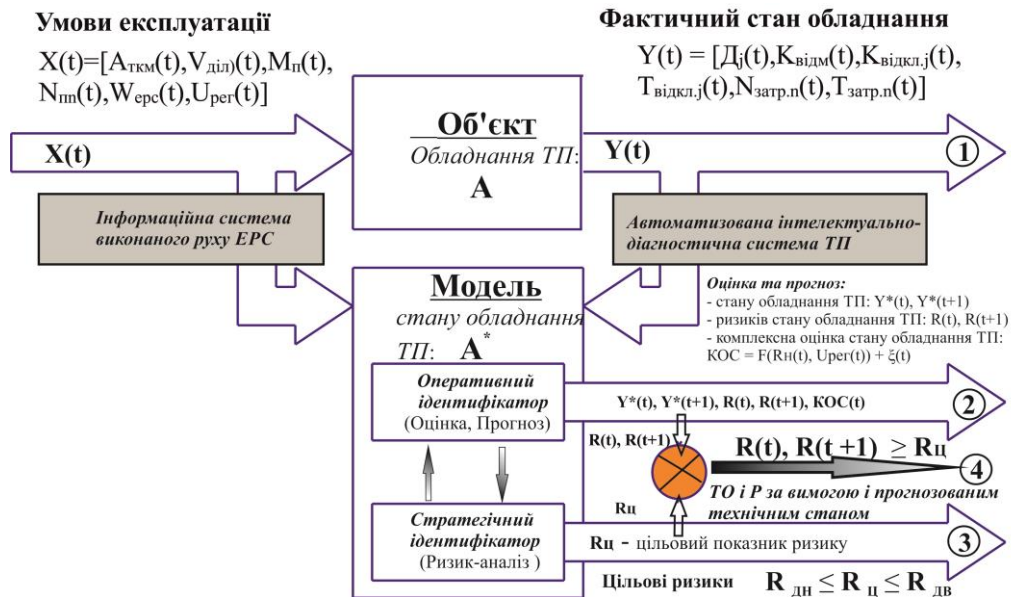 Умови експлуатації
X(t)=[Aткм(t),Vділ)(t),Mп(t),
Nпп(t),Wерс(t),Uрег(t)]
Фактичний стан обладнання
Y(t) = [Дj(t),Kвідм(t),Kвідкл.j(t),
Tвідкл.j(t),Nзатр.n(t),Tзатр.n(t)]
X(t)
Об'єкт
Обладнання ТП:
A
Y(t)
1
Інформаційна система
виконаного руху ЕРС
Автоматизована інтелектуально-
діагностична система ТП
Модель
стану обладнання
ТП: A*
Оцінка та прогноз:
- стану обладнання ТП: Y*(t), Y*(t+1)
- ризиків стану обладнання ТП: R(t), R(t+1)
- комплексна оцінка стану обладнання ТП:
КОС = F(Rн(t), Uрег(t)) + ξ(t)
Оперативний
ідентифікатор
(Оцінка, Прогноз)
Y*(t), Y*(t+1), R(t), R(t+1), КОС(t)
2
R(t), R(t+1)
R(t), R(t +1) ≥ Rц
4
ТО і Р за вимогою і прогнозованим
технічним станом
Rц
Стратегічний
ідентифікатор
(Ризик-аналіз )
Rц - цільовий показник ризику
3
Цільові ризики R дн ≤ R ц ≤ R дв